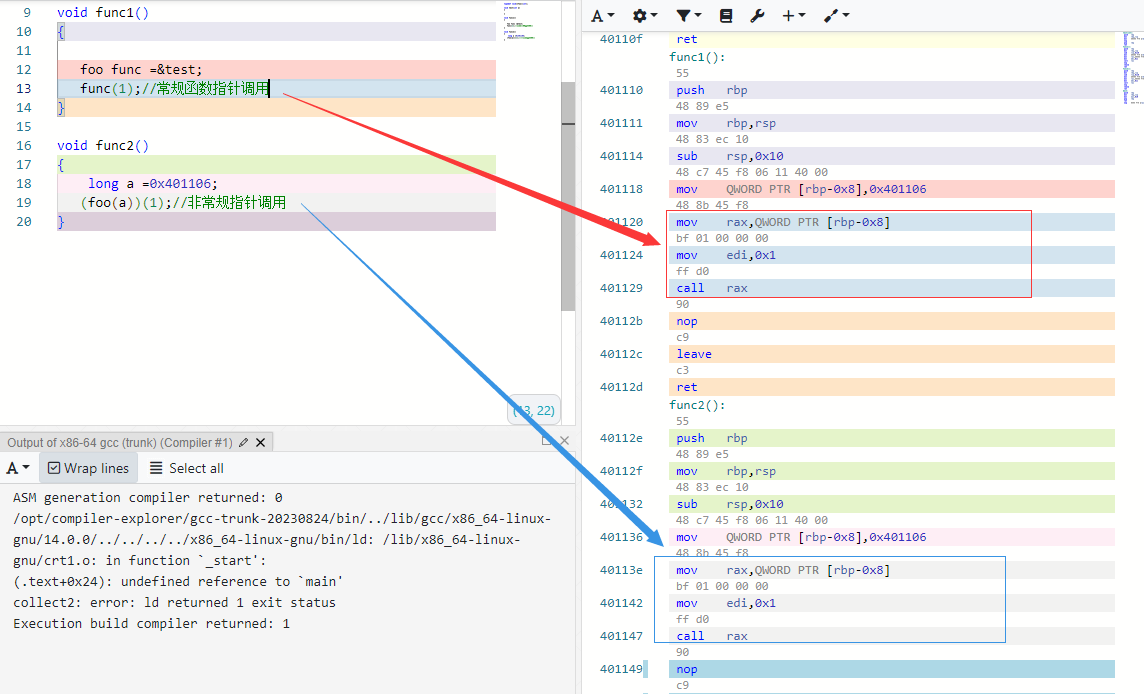 9 void func1()
10 {
11
12 foo func =&test;
13 func(1);//常规函数指针调用
14 }
15
16 void func2()
17 {
18 long a =0x401106;
19 (foo(a))(1);//非常规指针调用
20 }
(13, 22)
Output of x86-64 gcc (trunk) (Compiler #1)
A Wrap lines Select all
ASM generation compiler returned: 0
/opt/compiler-explorer/gcc-trunk-20230824/bin/../lib/gcc/x86_64-linux-
gnu/14.0.0/../../../../x86_64-linux-gnu/bin/ld: /lib/x86_64-linux-
gnu/crt1.o: in function `_start':
(.text+0x24): undefined reference to `main'
collect2: error: ld returned 1 exit status
Execution build compiler returned: 1
A
40110f ret
func1():
55
401110 push rbp
48 89 e5
401111 mov rbp,rsp
48 83 ec 10
401114 sub rsp,0x10
48 c7 45 f8 06 11 40 00
401118 mov QWORD PTR [rbp-0x8],0x401106
48 8b 45 f8
401120 mov rax,QWORD PTR [rbp-0x8]
bf 01 00 00 00
401124 mov edi,0x1
ff d0
401129 call rax
90
40112b nop
c9
40112c leave
c3
40112d ret
func2():
55
40112e push rbp
48 89 e5
40112f mov rbp,rsp
48 83 ec 10
401132 sub rsp,0x10
48 c7 45 f8 06 11 40 00
401136 mov QWORD PTR [rbp-0x8],0x401106
48 8b 45 f8
40113e mov rax,QWORD PTR [rbp-0x8]
bf 01 00 00 00
401142 mov edi,0x1
ff d0
401147 call rax
90
401149 nop
c9